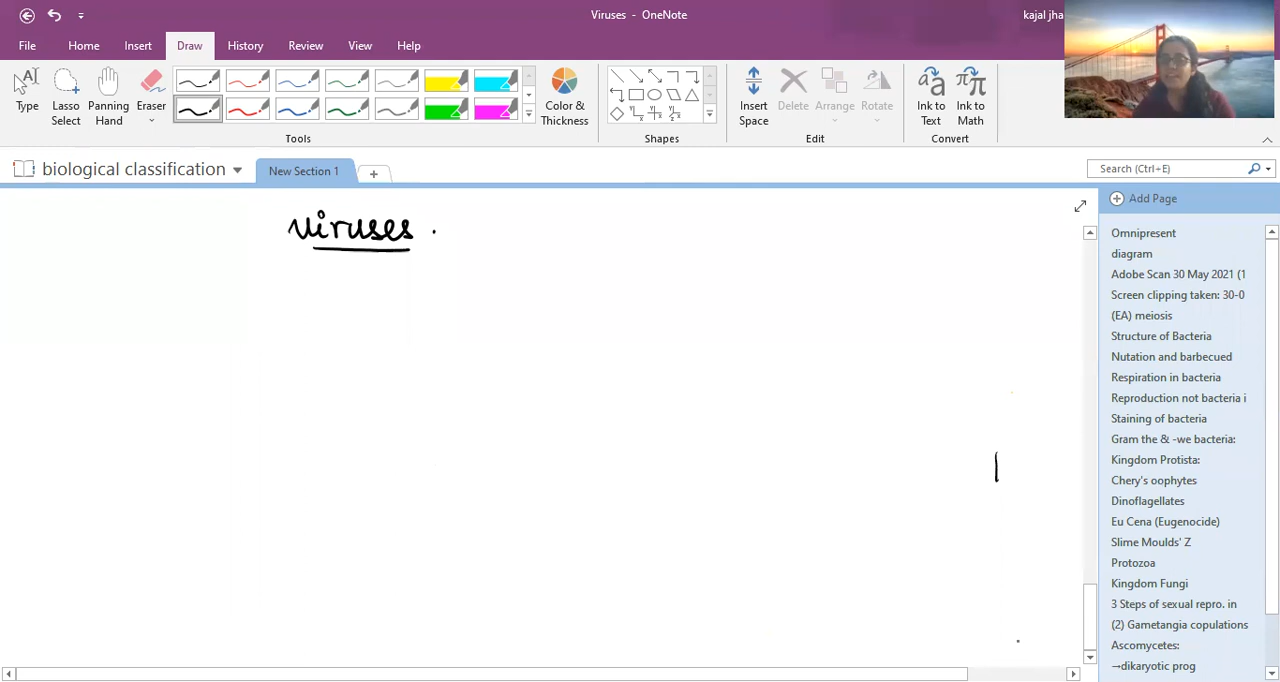 Viruses - OneNote
kajal jha
File Home Insert Draw History Review View Help
Type
Lasso Select
Panning Hand
Eraser
Color & Thickness
Insert Space
Delete
Arrange
Rotate
Ink to Text
Ink to Math
Tools
Shapes
Edit
Convert
biological classification
New Section 1
Search (Ctrl+E)
viruses
Add Page
Omnipresent
diagram
Adobe Scan 30 May 2021 (1
Screen clipping taken: 30-0
(EA) meiosis
Structure of Bacteria
Nutation and barbecued
Respiration in bacteria
Reproduction not bacteria i
Staining of bacteria
Gram the & -we bacteria:
Kingdom Protista:
Chery's oophytes
Dinoflagellates
Eu Cena (Eugenocide)
Slime Moulds' Z
Protozoa
Kingdom Fungi
3 Steps of sexual repro. in
(2) Gametangia copulations
Ascomycetes:
→dikaryotic prog